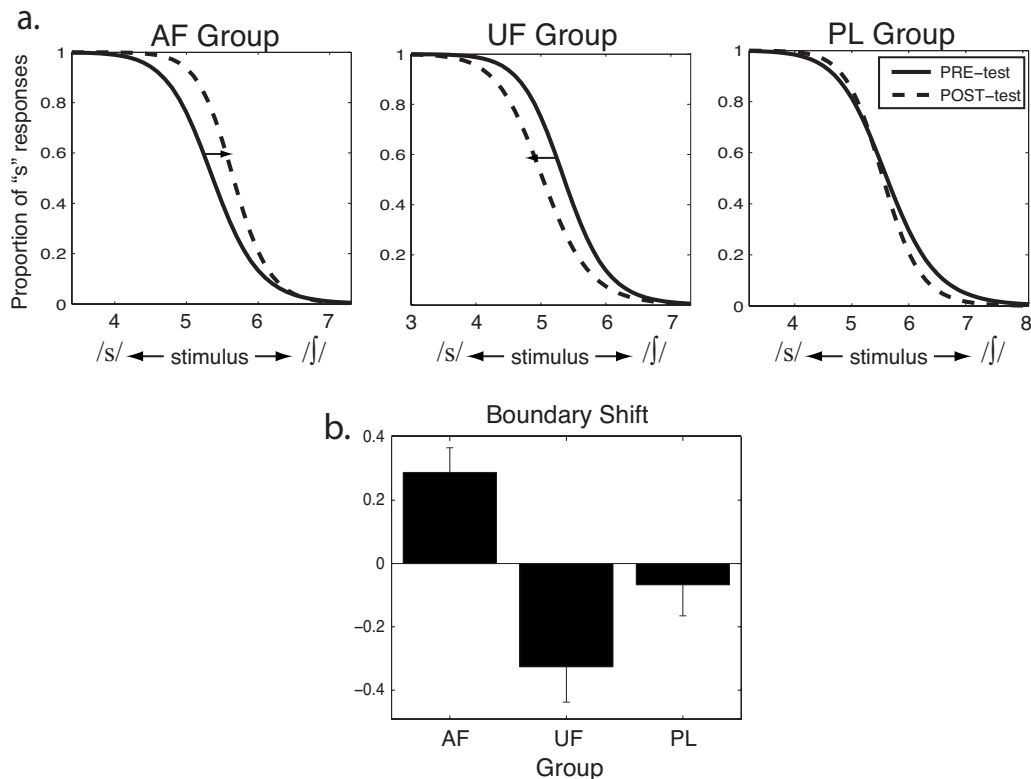 a.
AF Group
UF Group
PL Group
Proportion of “s” responses
1
0.8
0.6
0.4
0.2
0
4
5
6
7
/s/ stimulus /ʃ/
1
0.8
0.6
0.4
0.2
3
4
5
6
7
/s/ stimulus /ʃ/
1
0.8
0.6
0.4
0.2
0
4
5
6
7
8
/s/ stimulus /ʃ/
PRE−test
POST−test
b.
Boundary Shift
0.4
0.2
0
−0.2
−0.4
AF
UF
PL
Group